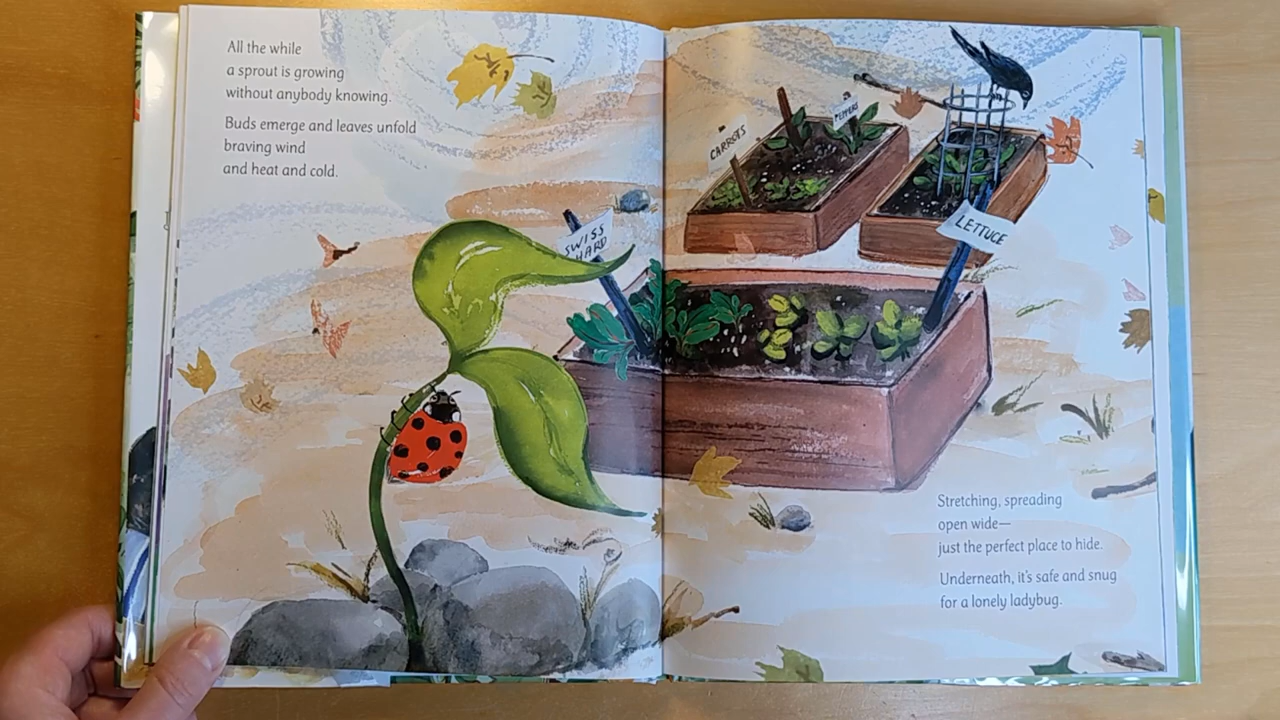 All the while
a sprout is growing
without anybody knowing.
Buds emerge and leaves unfold
braving wind
and heat and cold.
CARROTS
PEPPERS
SWISS
HARD
LETTUCE
Stretching, spreading
open wide—
just the perfect place to hide.
Underneath, it's safe and snug
for a lonely ladybug.